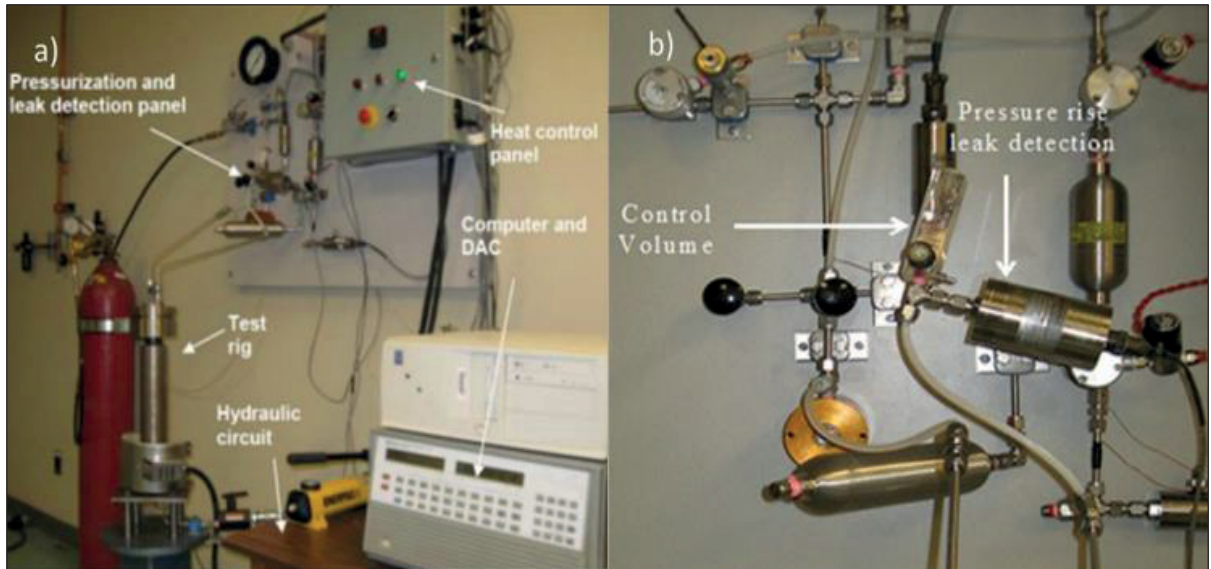 a)
Pressurization and
leak detection panel
Heat control
panel
Computer and
DAC
Test
rig
Hydraulic
circuit
b)
Pressure rise
leak detection
Control
Volume